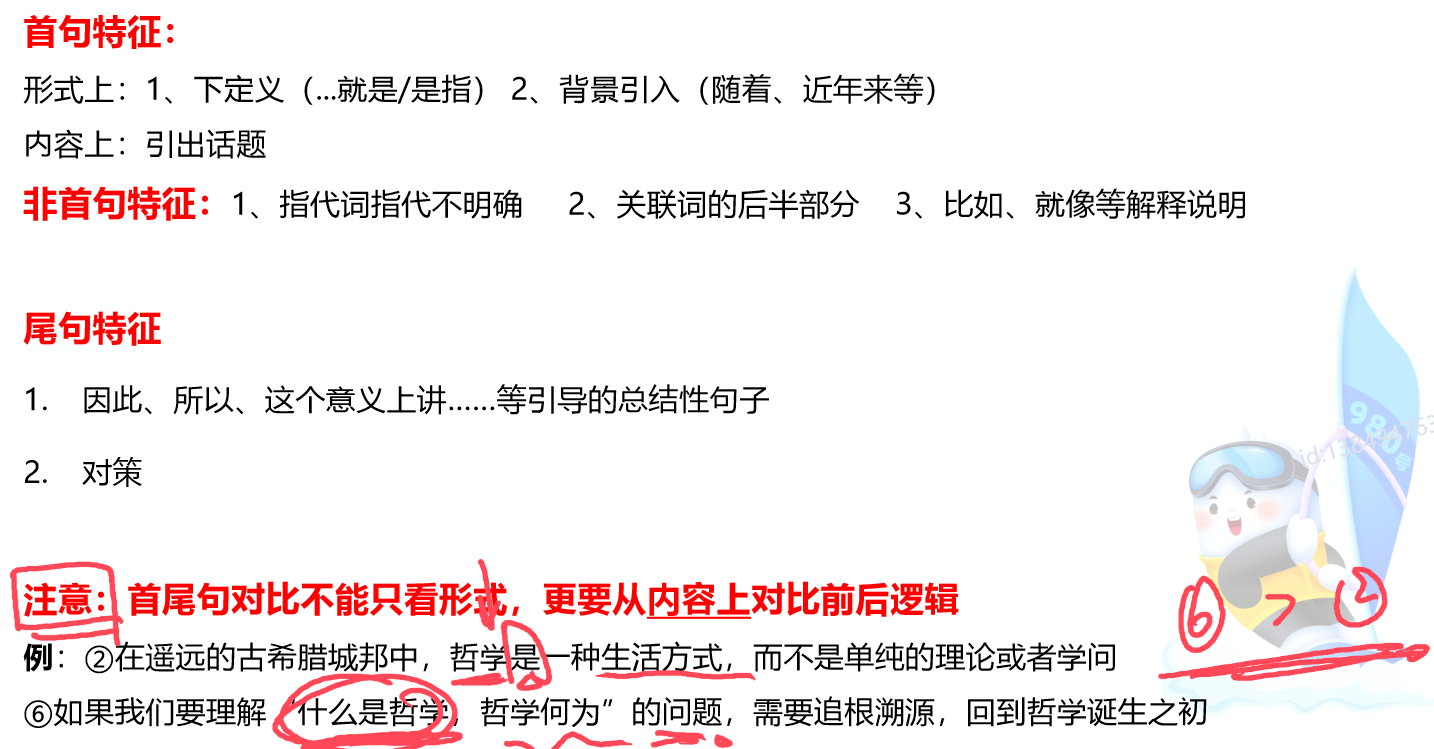 首句特征：
形式上：1、下定义（...就是/是指） 2、背景引入（随着、近年来等）
内容上：引出话题
非首句特征：1、指代词指代不明确 2、关联词的后半部分 3、比如、就像等解释说明
尾句特征
1. 因此、所以、这个意义上讲……等引导的总结性句子
2. 对策
980号
注意：首尾句对比不能只看形式，更要从内容上对比前后逻辑
⑥ > ②
例：②在遥远的古希腊城邦中，哲学是一种生活方式，而不是单纯的理论或者学问
⑥如果我们要理解“什么是哲学，哲学何为”的问题，需要追根溯源，回到哲学诞生之初